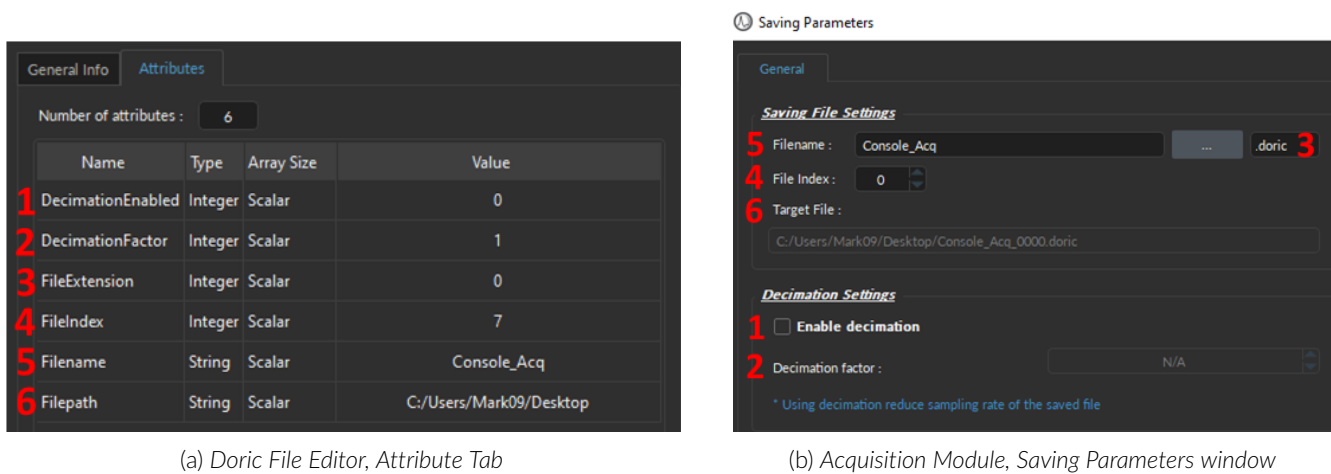 General Info Attributes
Number of attributes : 6
Name Type Array Size Value
1 DecimationEnabled Integer Scalar 0
2 DecimationFactor Integer Scalar 1
3 FileExtension Integer Scalar 0
4 FileIndex Integer Scalar 7
5 Filename String Scalar Console_Acq
6 Filepath String Scalar C:/Users/Mark09/Desktop
(a) Doric File Editor, Attribute Tab
Saving Parameters
General
Saving File Settings
5 Filename : Console_Acq ... .doric 3
4 File Index : 0
6 Target File :
C:/Users/Mark09/Desktop/Console_Acq_0000.doric
Decimation Settings
1 Enable decimation
2 Decimation factor : N/A
* Using decimation reduce sampling rate of the saved file
(b) Acquisition Module, Saving Parameters window